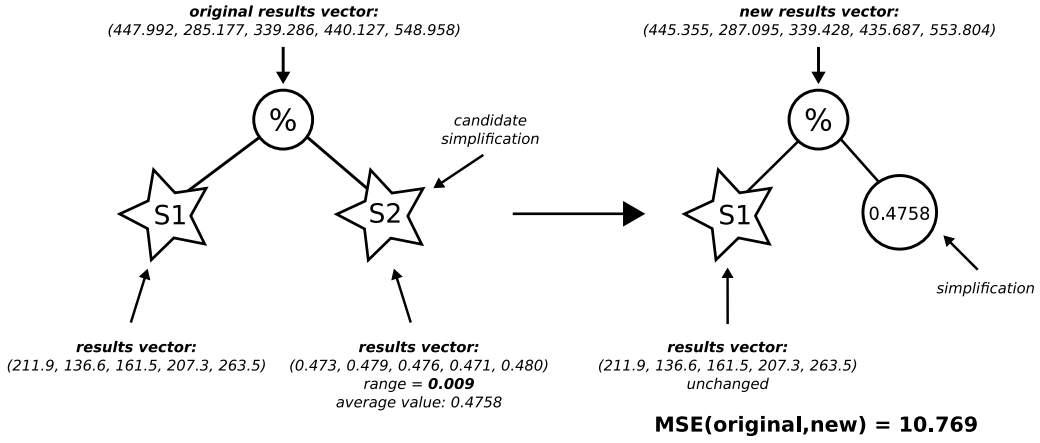 original results vector:
(447.992, 285.177, 339.286, 440.127, 548.958)
%
candidate
simplification
S1
S2
results vector:
(211.9, 136.6, 161.5, 207.3, 263.5)
results vector:
(0.473, 0.479, 0.476, 0.471, 0.480)
range = 0.009
average value: 0.4758
new results vector:
(445.355, 287.095, 339.428, 435.687, 553.804)
%
S1
0.4758
simplification
results vector:
(211.9, 136.6, 161.5, 207.3, 263.5)
unchanged
MSE(original,new) = 10.769